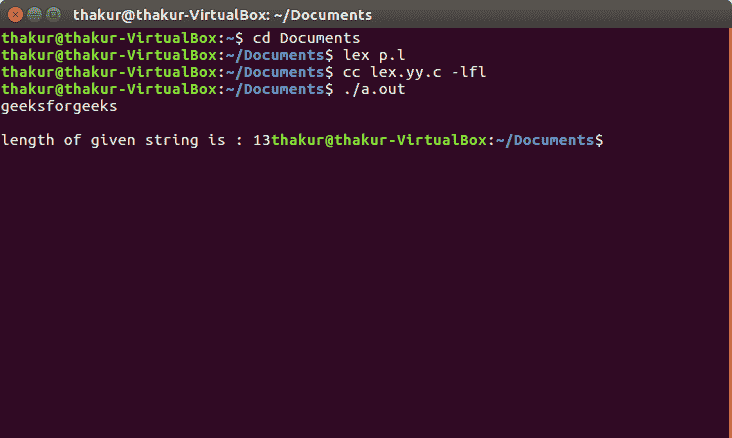 thakur@thakur-VirtualBox: ~/Documents
thakur@thakur-VirtualBox:~$ cd Documents
thakur@thakur-VirtualBox:~/Documents$ lex p.l
thakur@thakur-VirtualBox:~/Documents$ cc lex.yy.c -lfl
thakur@thakur-VirtualBox:~/Documents$ ./a.out
geeksforgeeks
length of given string is : 13thakur@thakur-VirtualBox:~/Documents$